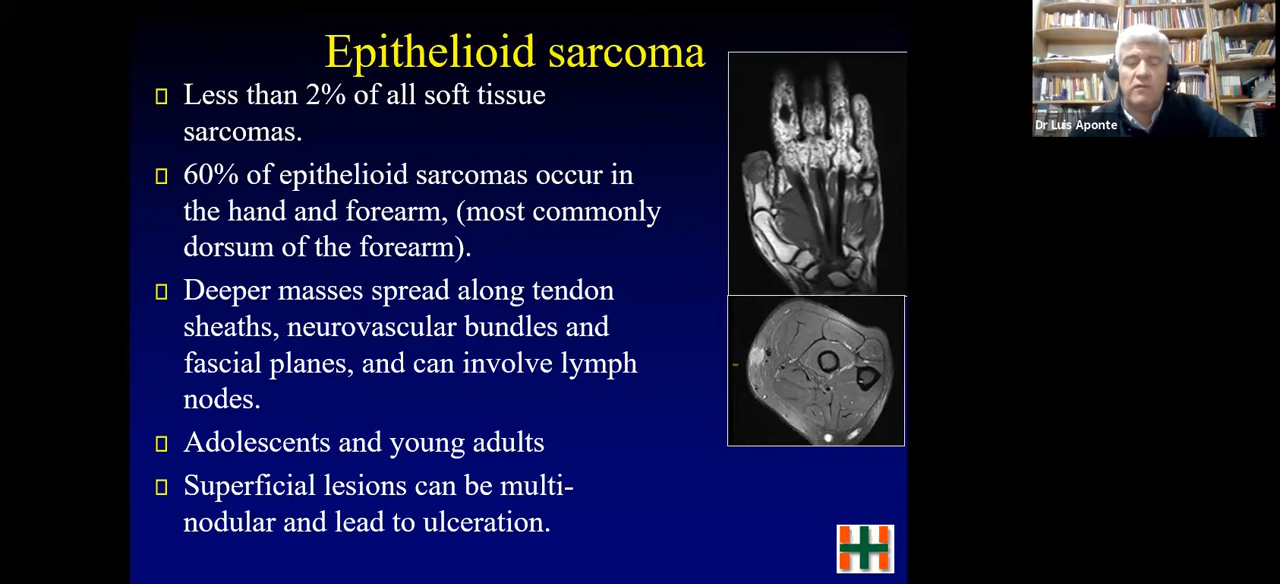 Epithelioid sarcoma
Less than 2% of all soft tissue
sarcomas.
60% of epithelioid sarcomas occur in
the hand and forearm, (most commonly
dorsum of the forearm).
Deeper masses spread along tendon
sheaths, neurovascular bundles and
fascial planes, and can involve lymph
nodes.
Adolescents and young adults
Superficial lesions can be multi-
nodular and lead to ulceration.
Dr Luis Aponte